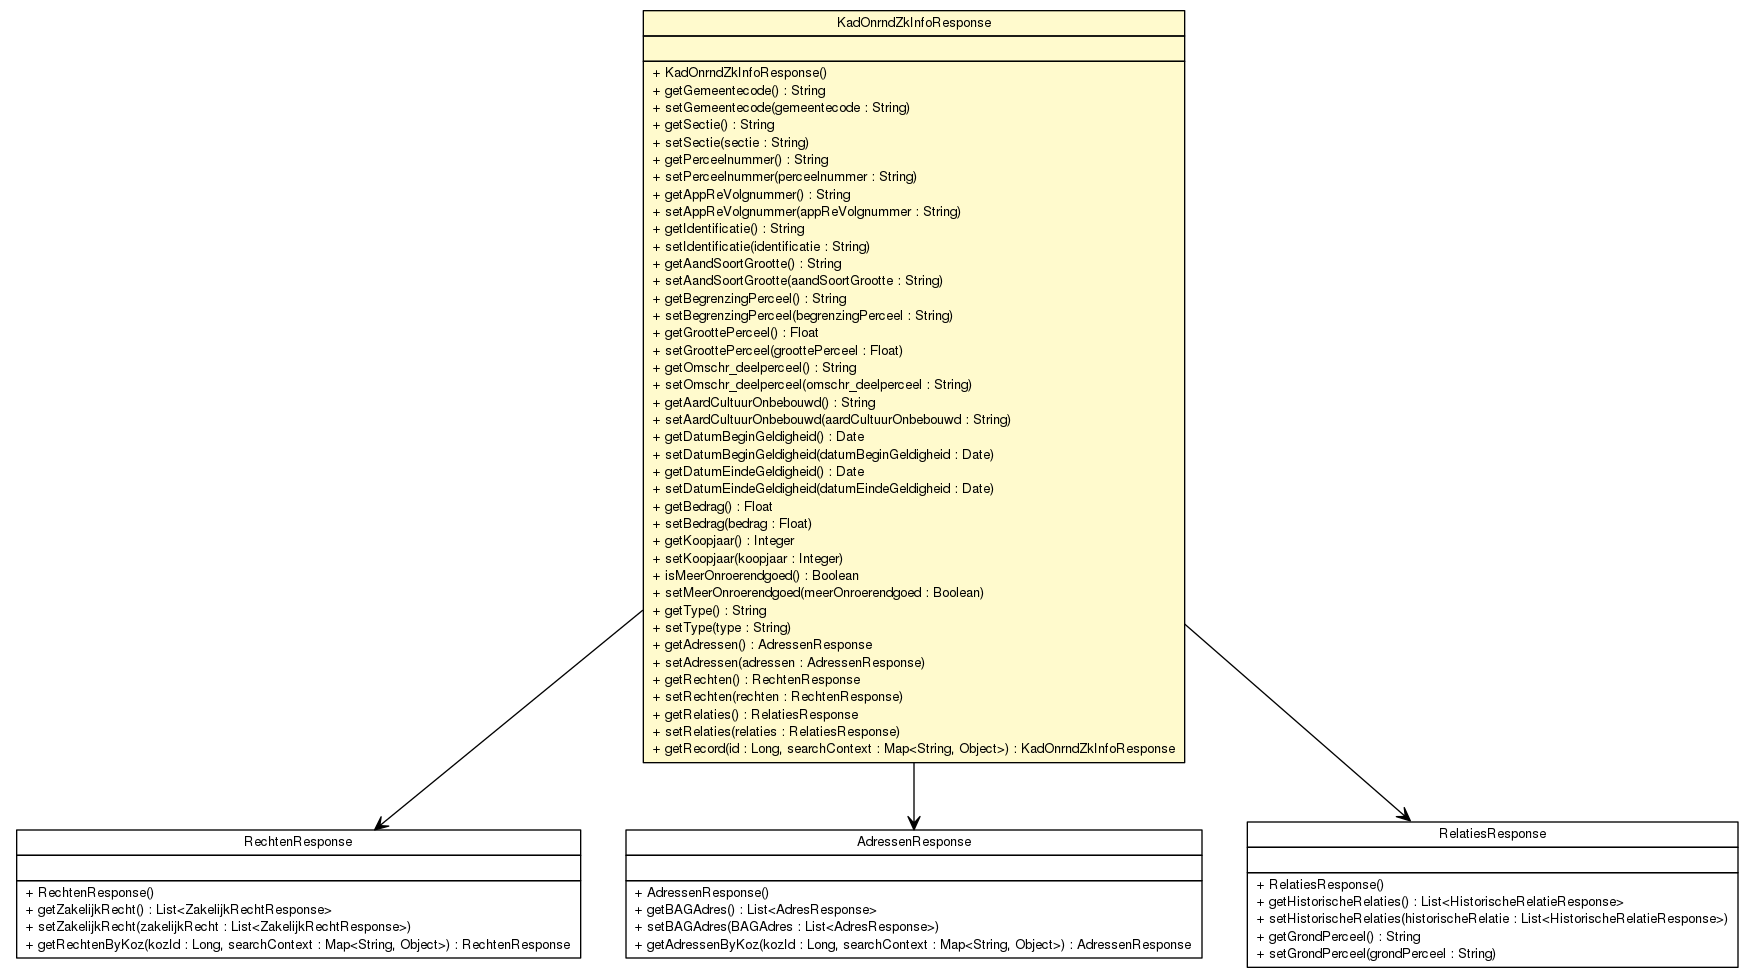 KadOnrndZkInfoResponse
+ KadOnrndZkInfoResponse()
+ getGemeentecode() : String
+ setGemeentecode(gemeentecode : String)
+ getSectie() : String
+ setSectie(sectie : String)
+ getPerceelnummer() : String
+ setPerceelnummer(perceelnummer : String)
+ getAppReVolgnummer() : String
+ setAppReVolgnummer(appReVolgnummer : String)
+ getIdentificatie() : String
+ setIdentificatie(identificatie : String)
+ getAandSoortGrootte() : String
+ setAandSoortGrootte(aandSoortGrootte : String)
+ getBegrenzingPerceel() : String
+ setBegrenzingPerceel(begrenzingPerceel : String)
+ getGroottePerceel() : Float
+ setGroottePerceel(groottePerceel : Float)
+ getOmschr_deelperceel() : String
+ setOmschr_deelperceel(omschr_deelperceel : String)
+ getAardCultuurOnbebouwd() : String
+ setAardCultuurOnbebouwd(aardCultuurOnbebouwd : String)
+ getDatumBeginGeldigheid() : Date
+ setDatumBeginGeldigheid(datumBeginGeldigheid : Date)
+ getDatumEindeGeldigheid() : Date
+ setDatumEindeGeldigheid(datumEindeGeldigheid : Date)
+ getBedrag() : Float
+ setBedrag(bedrag : Float)
+ getKoopjaar() : Integer
+ setKoopjaar(koopjaar : Integer)
+ isMeerOnroerendgoed() : Boolean
+ setMeerOnroerendgoed(meerOnroerendgoed : Boolean)
+ getType() : String
+ setType(type : String)
+ getAdressen() : AdressenResponse
+ setAdressen(adressen : AdressenResponse)
+ getRechten() : RechtenResponse
+ setRechten(rechten : RechtenResponse)
+ getRelaties() : RelatiesResponse
+ setRelaties(relaties : RelatiesResponse)
+ getRecord(id : Long, searchContext : Map<String, Object>) : KadOnrndZkInfoResponse
RechtenResponse
+ RechtenResponse()
+ getZakelijkRecht() : List<ZakelijkRechtResponse>
+ setZakelijkRecht(zakelijkRecht : List<ZakelijkRechtResponse>)
+ getRechtenByKoz(kozId : Long, searchContext : Map<String, Object>) : RechtenResponse
AdressenResponse
+ AdressenResponse()
+ getBAGAdres() : List<AdresResponse>
+ setBAGAdres(BAGAdres : List<AdresResponse>)
+ getAdressenByKoz(kozId : Long, searchContext : Map<String, Object>) : AdressenResponse
RelatiesResponse
+ RelatiesResponse()
+ getHistorischeRelaties() : List<HistorischeRelatieResponse>
+ setHistorischeRelaties(historischeRelatie : List<HistorischeRelatieResponse>)
+ getGrondPerceel() : String
+ setGrondPerceel(grondPerceel : String)